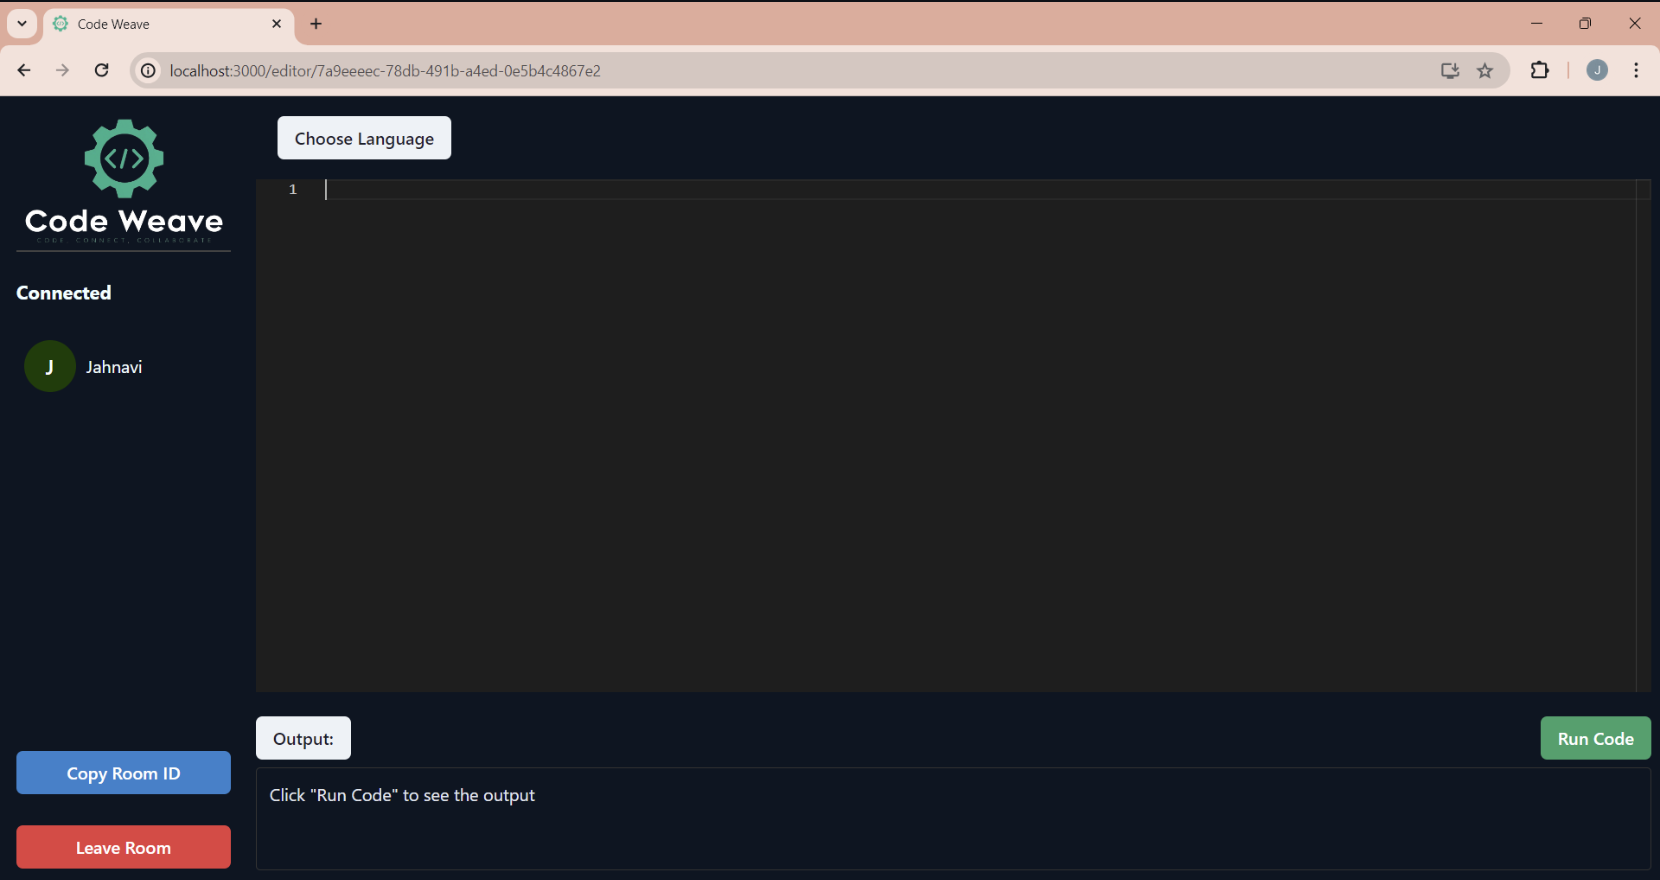 Code Weave
localhost:3000/editor/7a9eeeec-78db-491b-a4ed-0e5b4c4867e2
J
</>
Code Weave
CODE. CONNECT, COLLABORATE
Connected
J
Jahnavi
Copy Room ID
Leave Room
Choose Language
1
Output:
Run Code
Click "Run Code" to see the output